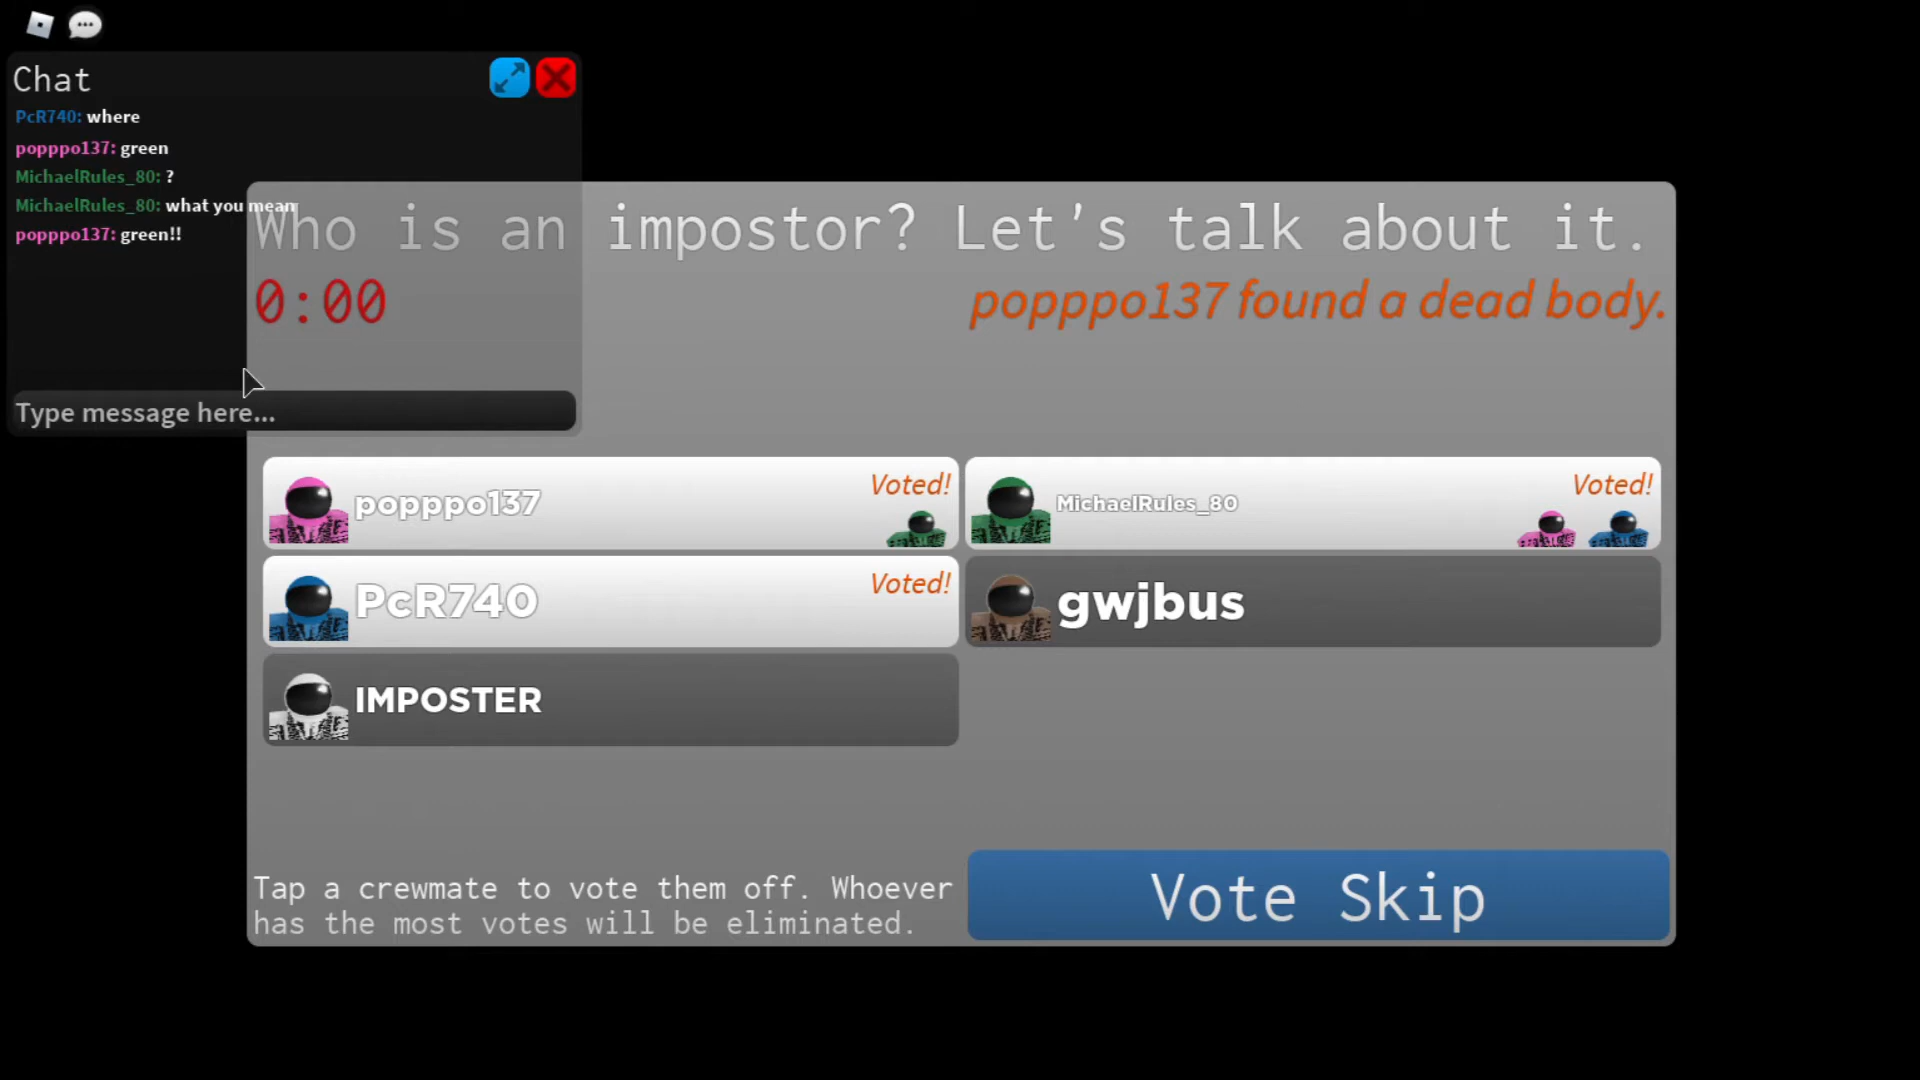 Chat
PcR740: where
popppo137: green
MichaelRules_80: ?
MichaelRules_80: what you mean
popppo137: green!!
Type message here...
Who is an impostor? Let's talk about it.
0:00
popppo137 found a dead body.
popppo137
Voted!
MichaelRules_80
Voted!
PcR740
Voted!
gwjbus
IMPOSTER
Tap a crewmate to vote them off. Whoever
has the most votes will be eliminated.
Vote Skip